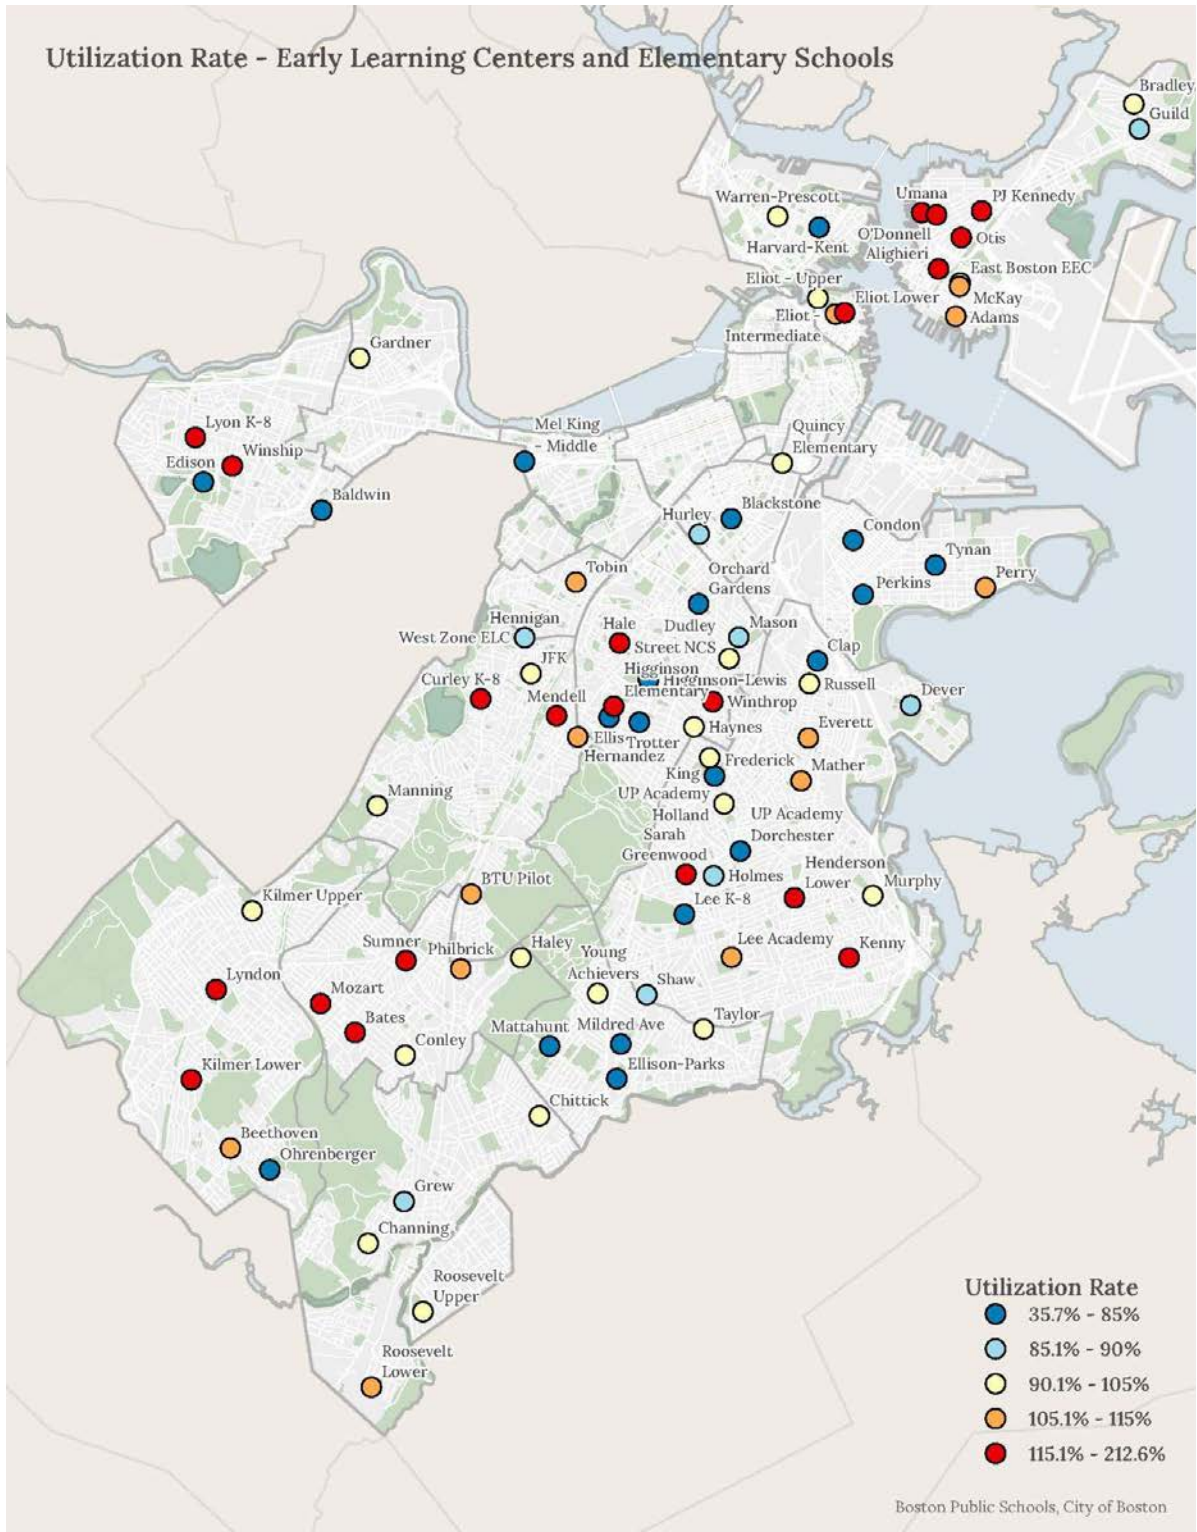 Utilization Rate - Early Learning Centers and Elementary Schools
Bradley
Guild
Warren-Prescott
Umana
PJ Kennedy
Harvard-Kent
O'Donnell
Otis
Alighieri
East Boston EEC
Eliot - Upper
Eliot Lower
McKay
Eliot -
Intermediate
Adams
Gardner
Lyon K-8
Winship
Edison
Baldwin
Mel King
- Middle
Quincy
Elementary
Blackstone
Hurley
Condon
Tynan
Perry
Perkins
Tobin
Orchard
Gardens
Hennigan
West Zone ELC
Hale
Dudley
Street NCS
Mason
Clap
JFK
Higginson
Higginson-Lewis
Elementary
Curley K-8
Mendell
Winthrop
Russell
Dever
Ellis
Trotter
Hernandez
Haynes
Everett
Frederick
King
Mather
Manning
UP Academy
Holland
UP Academy
Dorchester
Sarah
Greenwood
Holmes
Henderson
Lower
Murphy
BTU Pilot
Kilmer Upper
Lee K-8
Sumner
Philbrick
Haley
Young
Achievers
Lee Academy
Kenny
Lyndon
Mozart
Shaw
Bates
Conley
Mattahunt
Mildred Ave
Taylor
Kilmer Lower
Ellison-Parks
Chittick
Beethoven
Ohrenberger
Grew
Channing
Roosevelt
Upper
Roosevelt
Lower
Utilization Rate
35.7% - 85%
85.1% - 90%
90.1% - 105%
105.1% - 115%
115.1% - 212.6%
Boston Public Schools, City of Boston